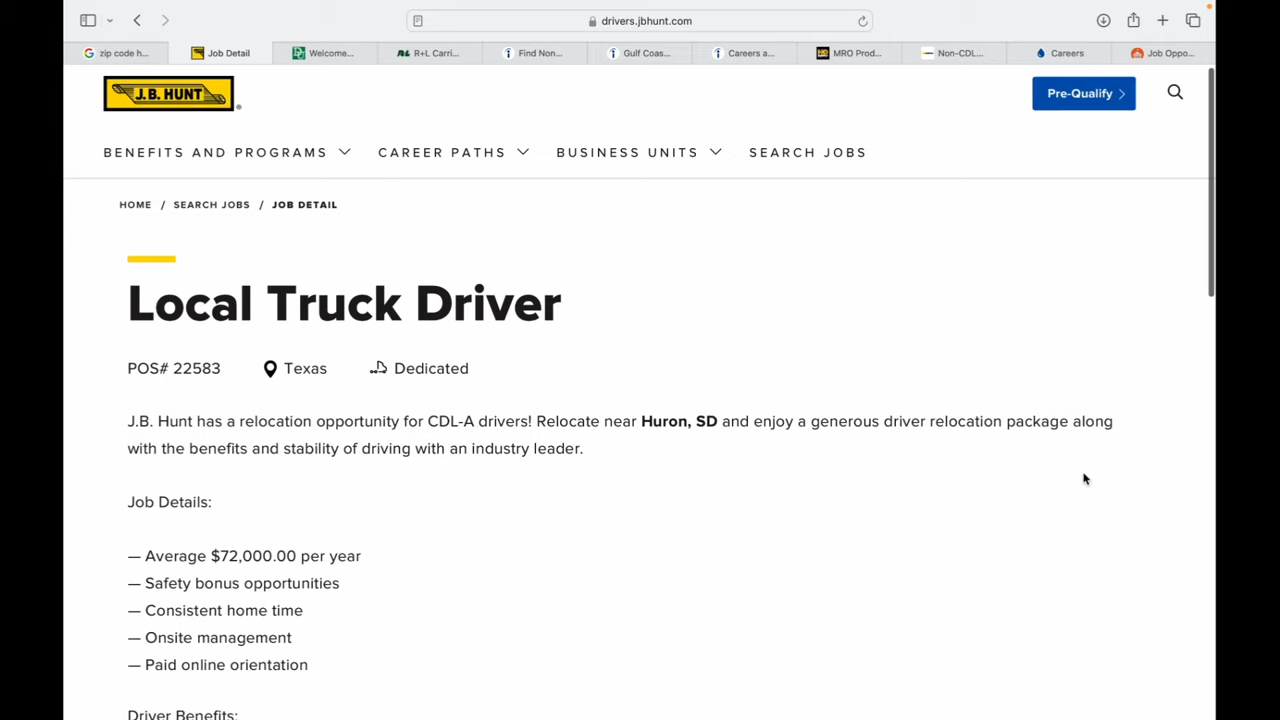 drivers.jbhunt.com
zip code h...
Job Detail
Welcome...
R+L Carri...
Find Non...
Gulf Coas...
Careers a...
MRO Prod...
Non-CDL...
Careers
Job Oppo...
J.B. HUNT
Pre-Qualify
BENEFITS AND PROGRAMS CAREER PATHS BUSINESS UNITS SEARCH JOBS
HOME / SEARCH JOBS / JOB DETAIL
Local Truck Driver
POS# 22583 Texas Dedicated
J.B. Hunt has a relocation opportunity for CDL-A drivers! Relocate near Huron, SD and enjoy a generous driver relocation package along
with the benefits and stability of driving with an industry leader.
Job Details:
— Average $72,000.00 per year
— Safety bonus opportunities
— Consistent home time
— Onsite management
— Paid online orientation
Driver Benefits: